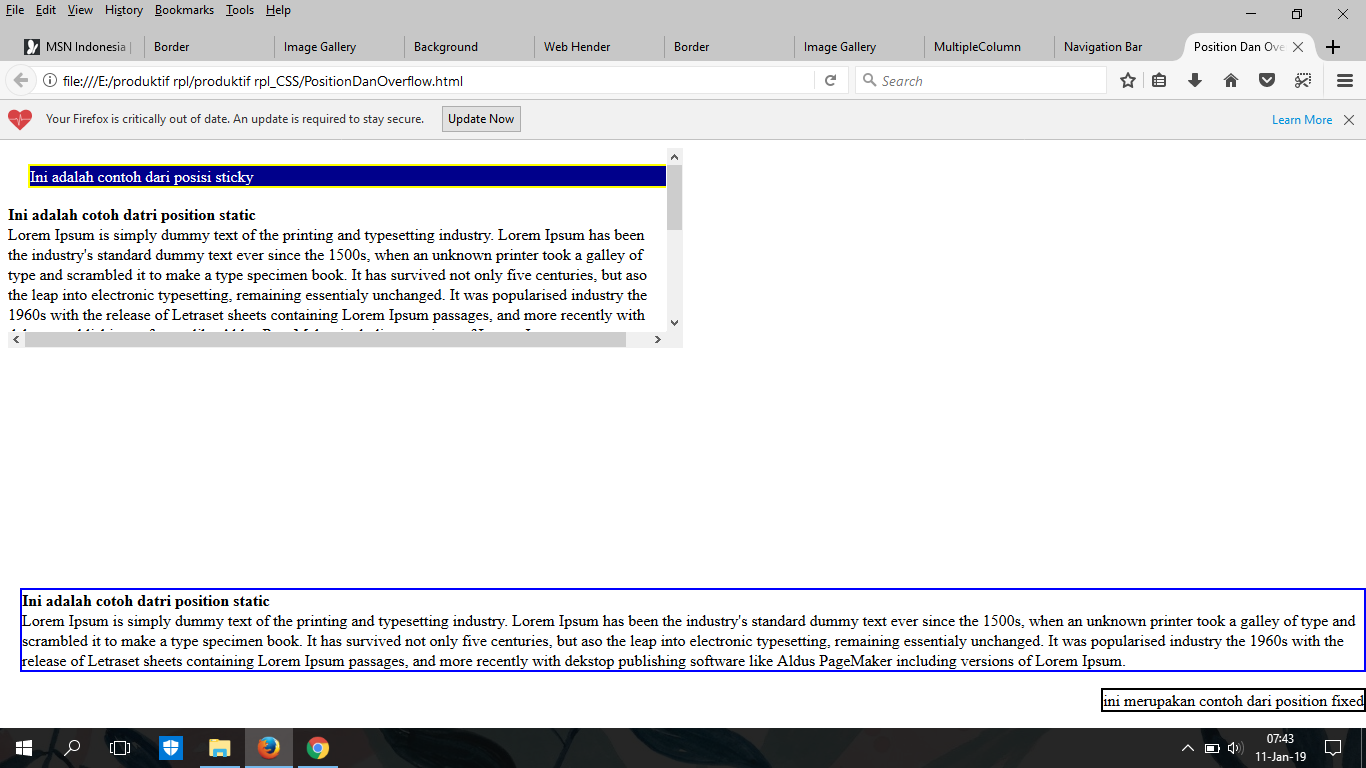 File Edit View History Bookmarks Tools Help
MSN Indonesia | Border Image Gallery Background Web Hender Border Image Gallery MultipleColumn Navigation Bar Position Dan Ove
file:///E:/produktif rpl/produktif rpl_CSS/PositionDanOverflow.html Search
Your Firefox is critically out of date. An update is required to stay secure. Update Now Learn More
Ini adalah contoh dari posisi sticky
Ini adalah cotoh datri position static
Lorem Ipsum is simply dummy text of the printing and typesetting industry. Lorem Ipsum has been
the industry's standard dummy text ever since the 1500s, when an unknown printer took a galley of
type and scrambled it to make a type specimen book. It has survived not only five centuries, but aso
the leap into electronic typesetting, remaining essentialy unchanged. It was popularised industry the
1960s with the release of Letraset sheets containing Lorem Ipsum passages, and more recently with
Ini adalah cotoh datri position static
Lorem Ipsum is simply dummy text of the printing and typesetting industry. Lorem Ipsum has been the industry's standard dummy text ever since the 1500s, when an unknown printer took a galley of type and
scrambled it to make a type specimen book. It has survived not only five centuries, but aso the leap into electronic typesetting, remaining essentialy unchanged. It was popularised industry the 1960s with the
release of Letraset sheets containing Lorem Ipsum passages, and more recently with dekstop publishing software like Aldus PageMaker including versions of Lorem Ipsum.
ini merupakan contoh dari position fixed
07:43
11-Jan-19